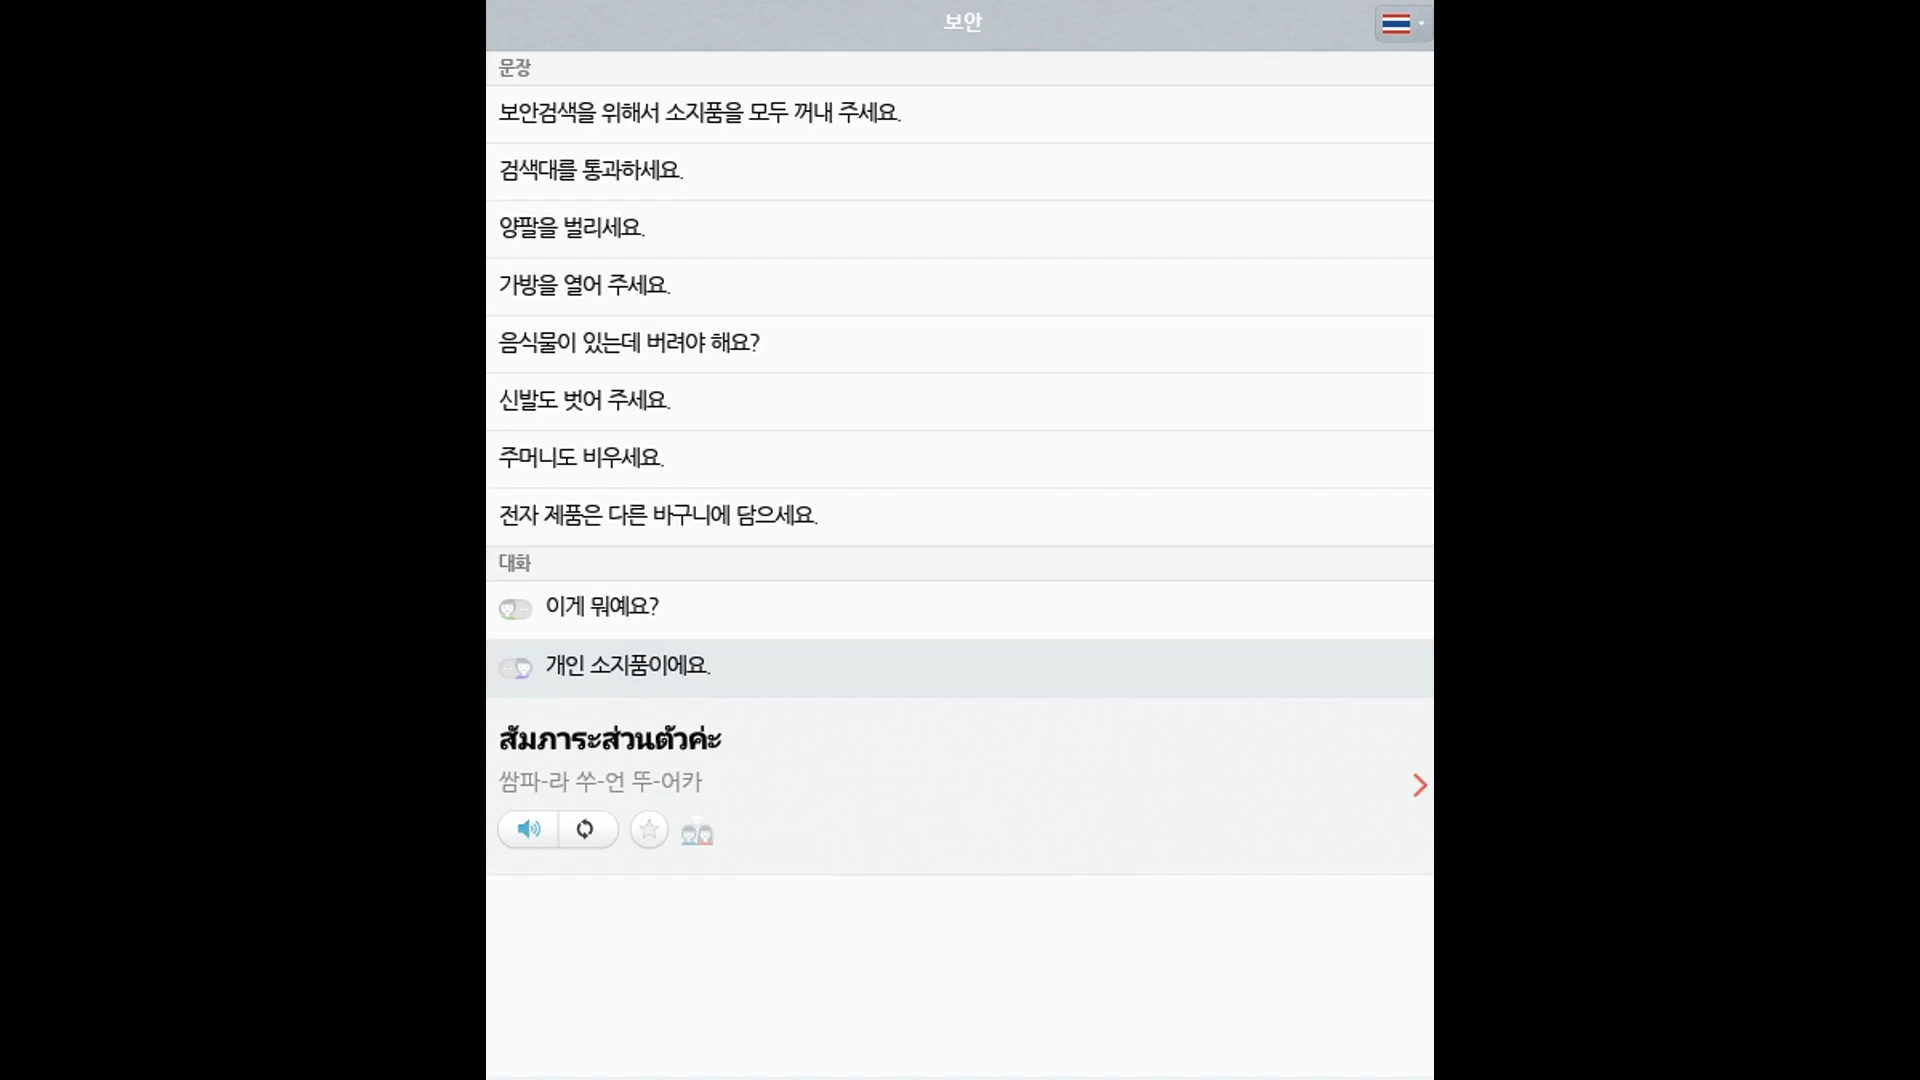 보안
문장
보안검색을 위해서 소지품을 모두 꺼내 주세요.
검색대를 통과하세요.
양팔을 벌리세요.
가방을 열어 주세요.
음식물이 있는데 버려야 해요?
신발도 벗어 주세요.
주머니도 비우세요.
전자 제품은 다른 바구니에 담으세요.
대화
이게 뭐예요?
개인 소지품이에요.
สัมภาระส่วนตัวค่ะ
쌈파-라 쑤-언 뚜-어카